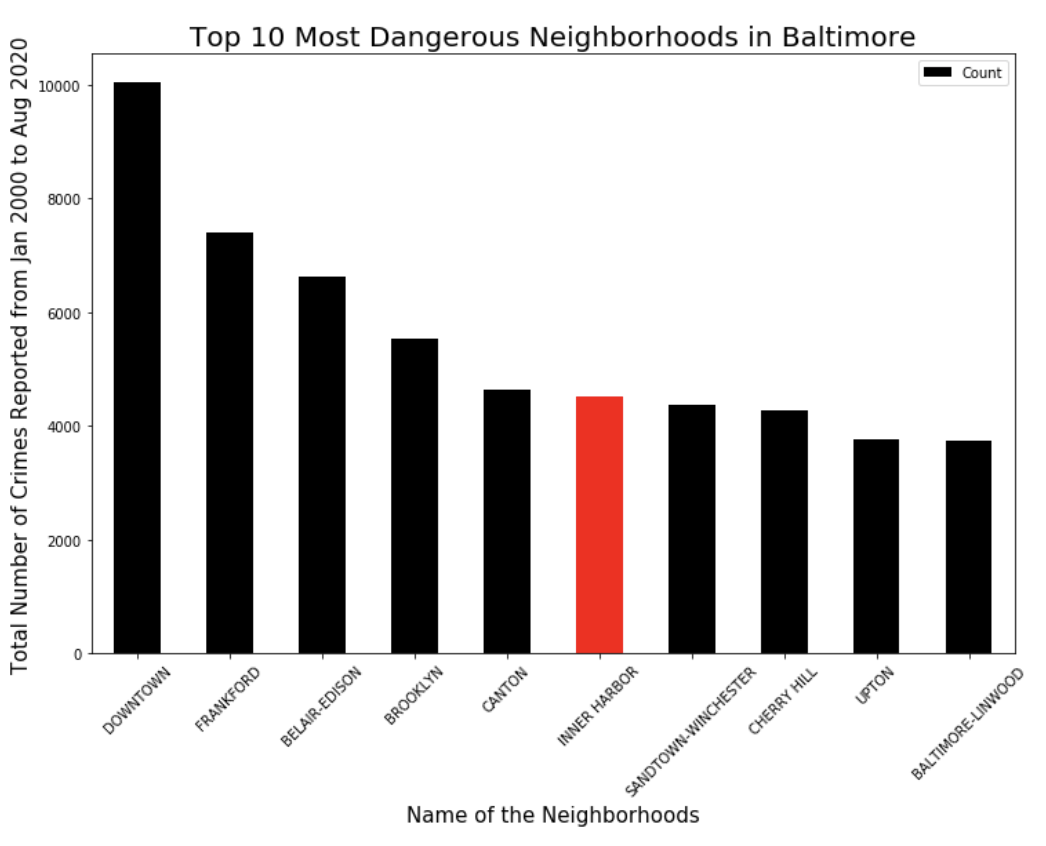 Top 10 Most Dangerous Neighborhoods in Baltimore
Total Number of Crimes Reported from Jan 2000 to Aug 2020
10000
8000
6000
4000
2000
0
Count
DOWNTOWN
FRANKFORD
BELAIR-EDISON
BROOKLYN
CANTON
INNER HARBOR
SANDTOWN-WINCHESTER
CHERRY HILL
UPTON
BALTIMORE-LINWOOD
Name of the Neighborhoods